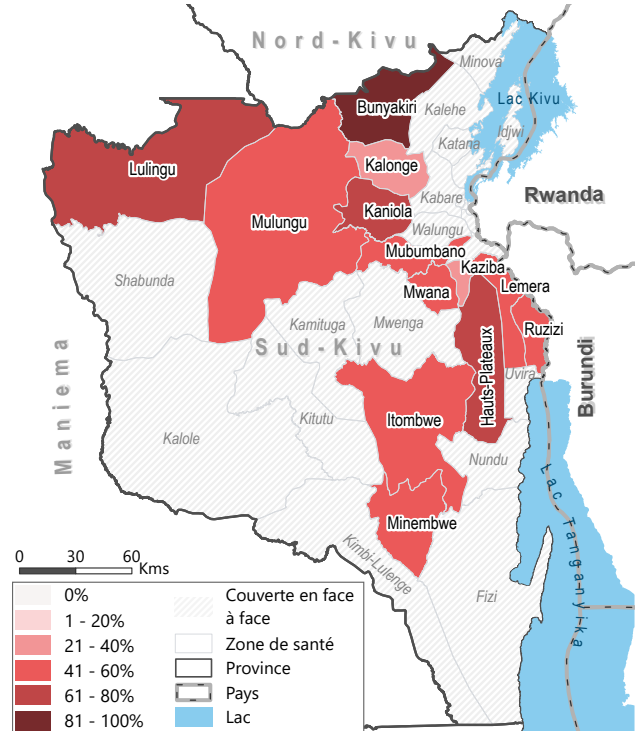 Nord-Kivu
Minova
Bunyakiri
Lac Kivu
Kalehe
Idjwi
Katana
Kalonge
Lulingu
Kabare
Rwanda
Kaniola
Mulungu
Walungu
Mubumbano
Kaziba
Shabunda
Lemera
Mwana
Kamituga
Mwenga
Ruzizi
Sud-Kivu
Hauts-Plateaux
Uvira
Burundi
Maniema
Itombwe
Kitutu
Kalole
Nundu
Lac Tanganyika
Minembwe
Kimbi-Lulenge
Fizi
0 30 60
Kms
0%
1 - 20%
21 - 40%
41 - 60%
61 - 80%
81 - 100%
Couverte en face
à face
Zone de santé
Province
Pays
Lac